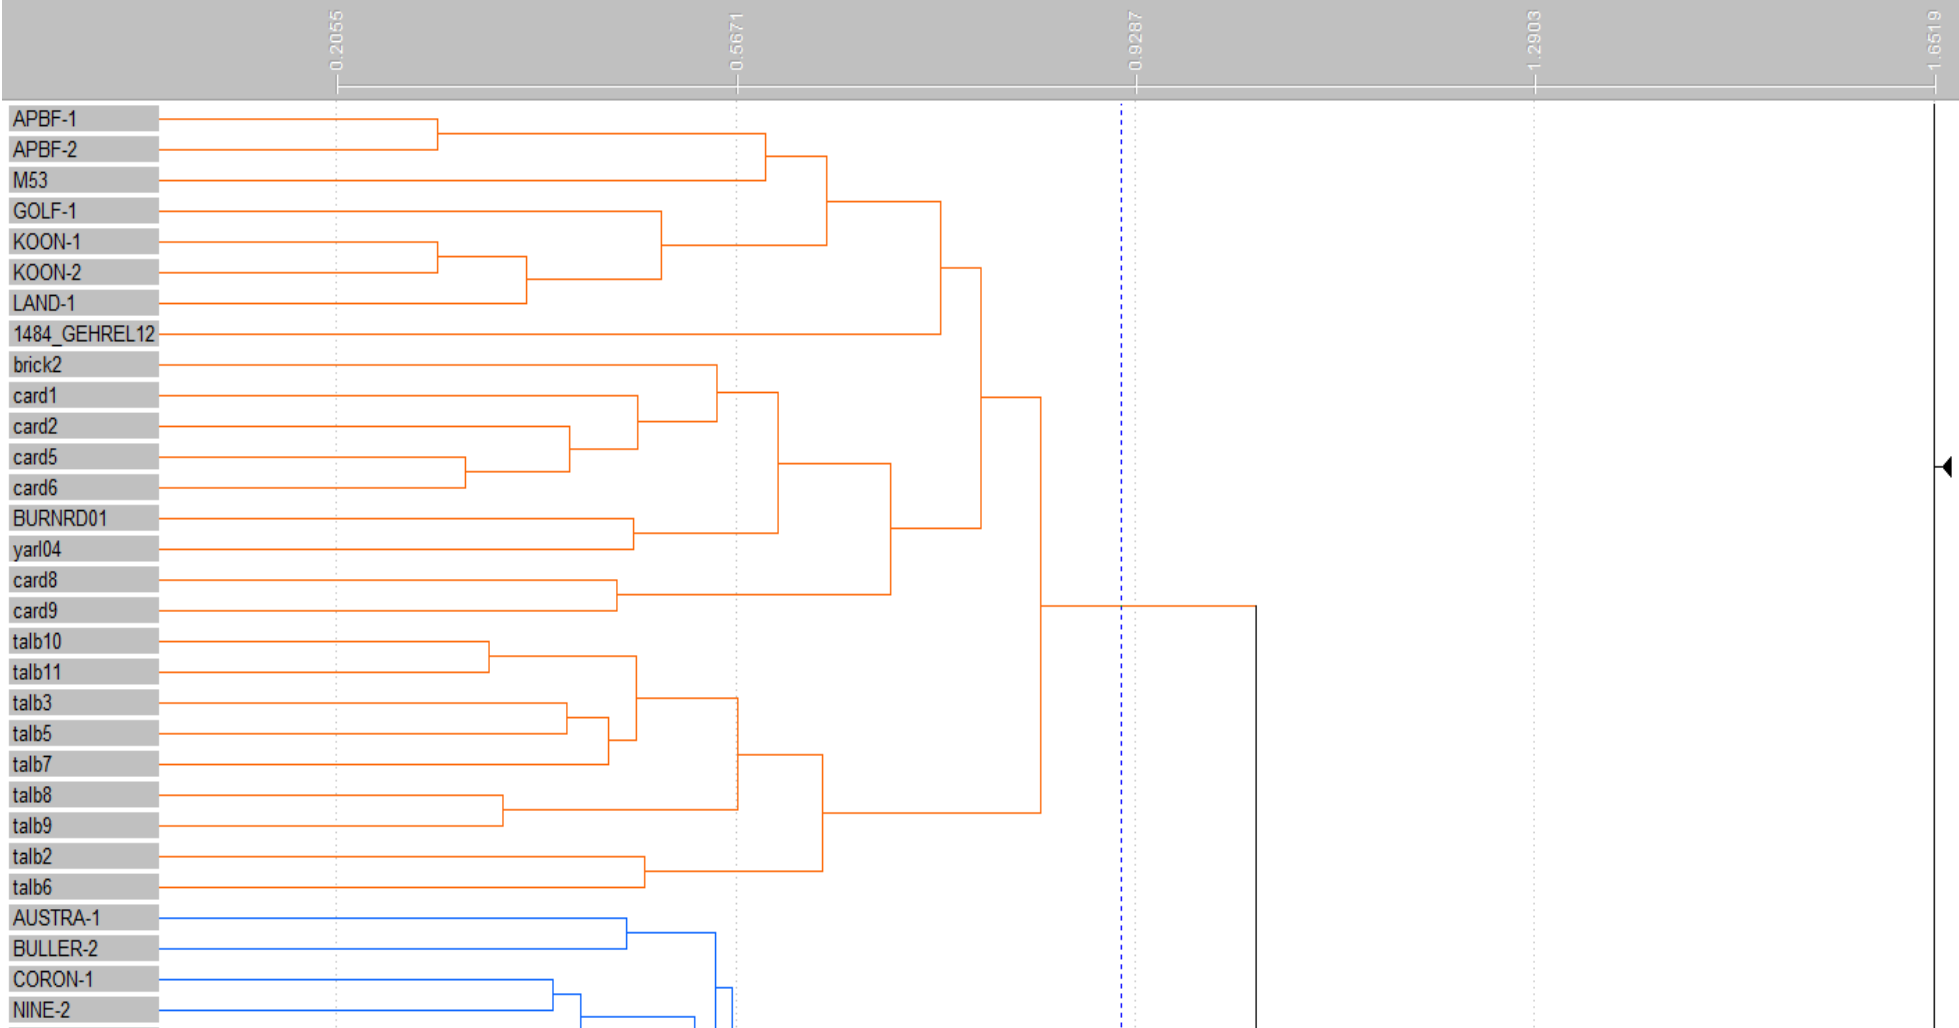 0.2055
0.5671
0.9287
1.2903
1.6519
APBF-1
APBF-2
M53
GOLF-1
KOON-1
KOON-2
LAND-1
1484_GEHREL12
brick2
card1
card2
card5
card6
BURNRD01
yarl04
card8
card9
talb10
talb11
talb3
talb5
talb7
talb8
talb9
talb2
talb6
AUSTRA-1
BULLER-2
CORON-1
NINE-2